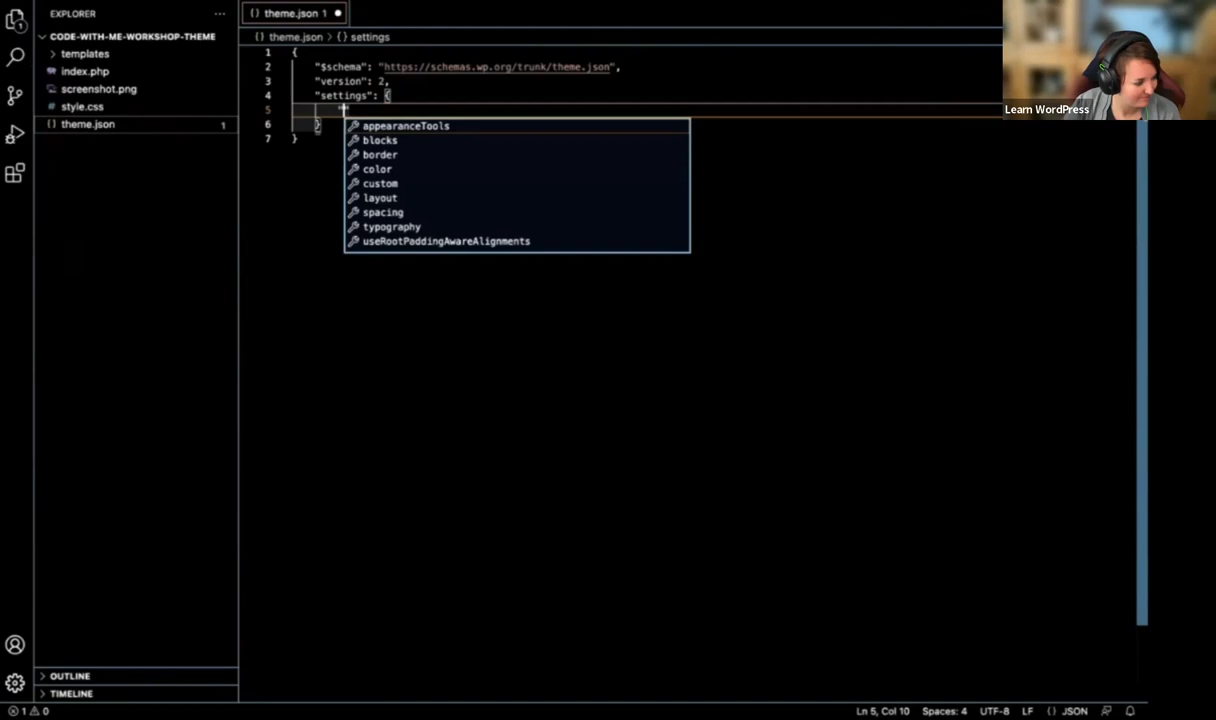 EXPLORER ...
CODE-WITH-ME-WORKSHOP-THEME
templates
index.php
screenshot.png
style.css
{} theme.json 1
OUTLINE
TIMELINE
1
{} theme.json 1
{} theme.json > {} settings
1 {
2 "$schema": "https://schemas.wp.org/trunk/theme.json",
3 "version": 2,
4 "settings": {
5 ""
6 }
7 }
appearanceTools
blocks
border
color
custom
layout
spacing
typography
useRootPaddingAwareAlignments
Learn WordPress
1 0
Ln 5, Col 10 Spaces: 4 UTF-8 LF {} JSON